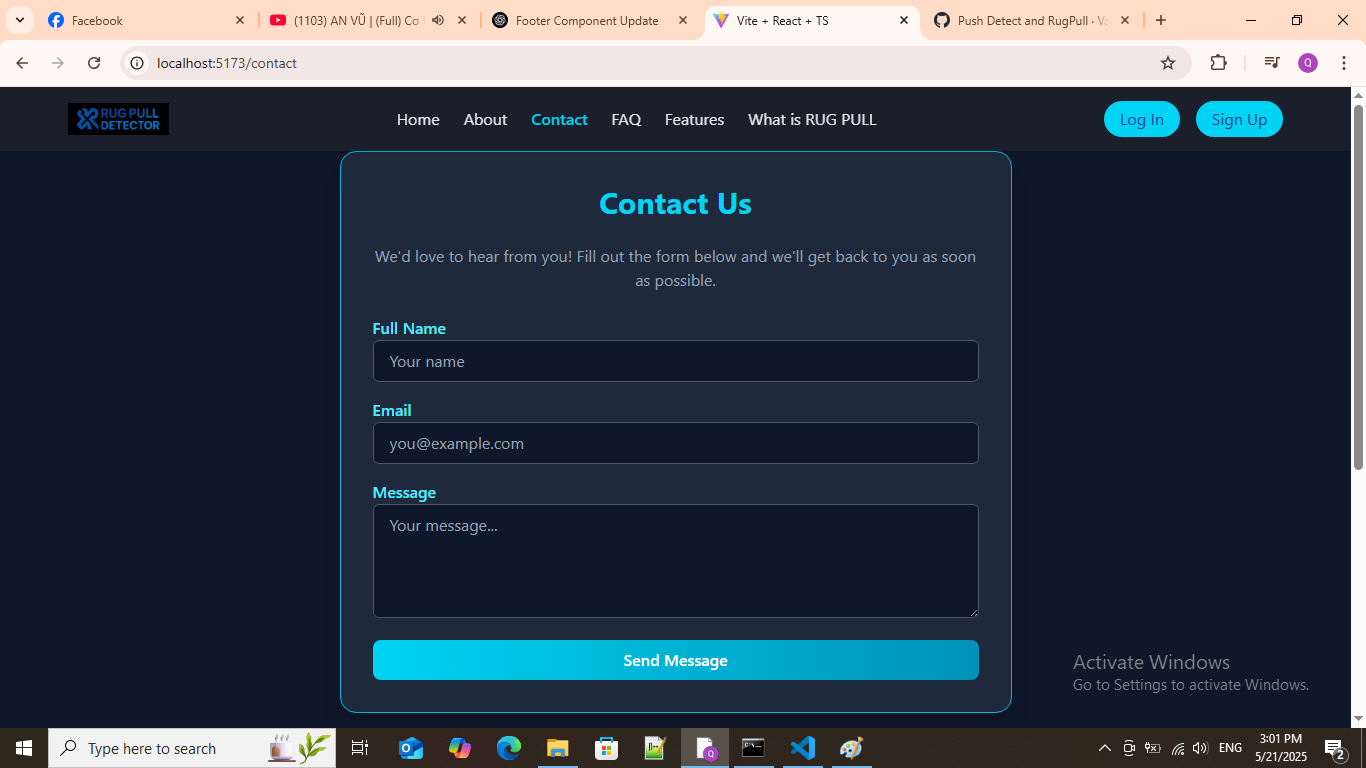 Facebook
(1103) AN VŨ | (Full) Cơ
Footer Component Update
Vite + React + TS
Push Detect and RugPull · Va
localhost:5173/contact
Q
RUG PULL
DETECTOR
Home
About
Contact
FAQ
Features
What is RUG PULL
Log In
Sign Up
Contact Us
We'd love to hear from you! Fill out the form below and we'll get back to you as soon
as possible.
Full Name
Your name
Email
you@example.com
Message
Your message...
Send Message
Activate Windows
Go to Settings to activate Windows.
Type here to search
ENG
3:01 PM
5/21/2025
2